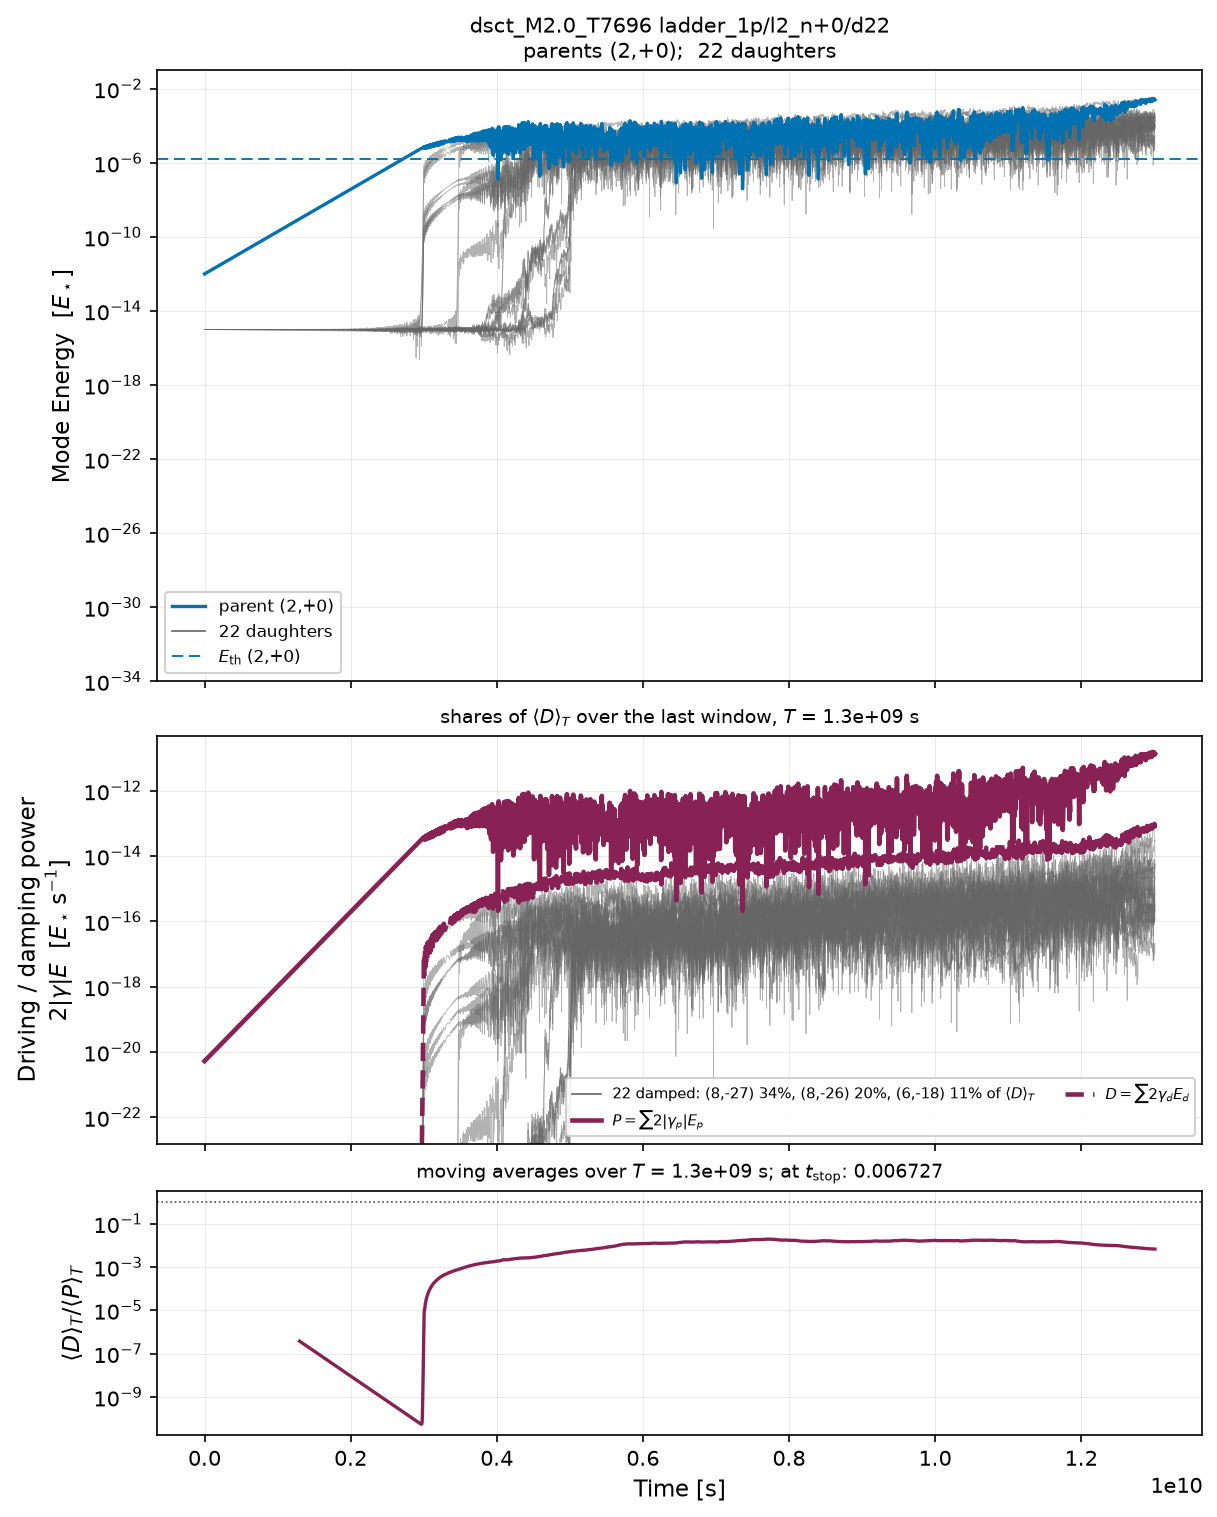 dsct_M2.0_T7696 ladder_1p/l2_n+0/d22
parents (2,+0);  22 daughters
10⁻²
10⁻⁶
10⁻¹⁰
10⁻¹⁴
10⁻¹⁸
10⁻²²
10⁻²⁶
10⁻³⁰
10⁻³⁴
Mode Energy [E⋆]
parent (2,+0)
22 daughters
E_th (2,+0)
shares of ⟨D⟩_T over the last window, T = 1.3e+09 s
10⁻¹²
10⁻¹⁴
10⁻¹⁶
10⁻¹⁸
10⁻²⁰
10⁻²²
Driving / damping power
2|γ|E [E⋆ s⁻¹]
22 damped: (8,-27) 34%, (8,-26) 20%, (6,-18) 11% of ⟨D⟩_T
P = ∑2|γ_p|E_p
D = ∑2γ_dE_d
moving averages over T = 1.3e+09 s; at t_stop: 0.006727
10⁻¹
10⁻³
10⁻⁵
10⁻⁷
10⁻⁹
⟨D⟩_T/⟨P⟩_T
0.0 0.2 0.4 0.6 0.8 1.0 1.2
1e10
Time [s]